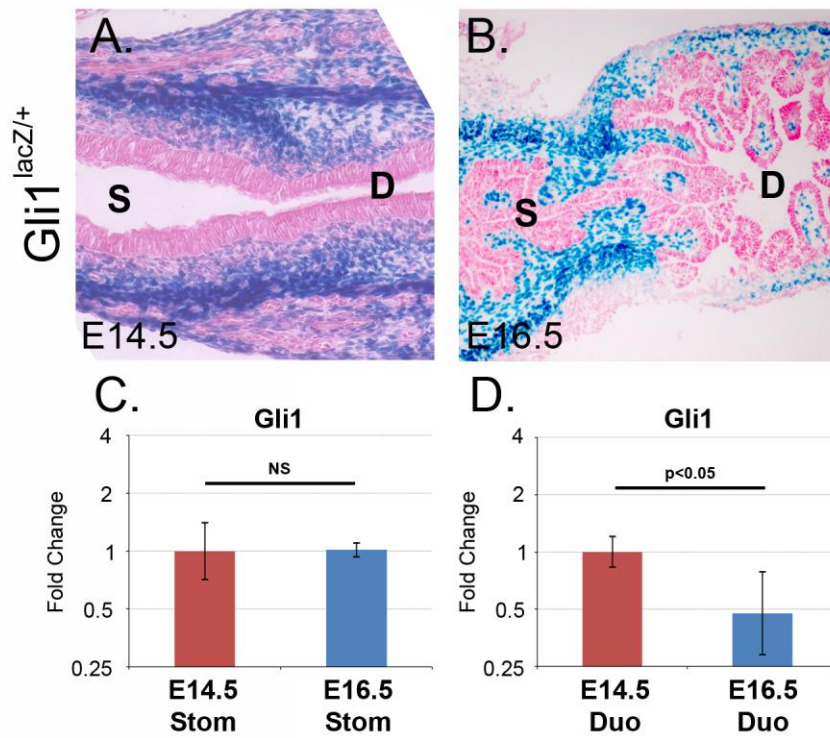 Gli1lacZ/+
A.
S
D
E14.5
B.
S
D
E16.5
C.
Gli1
Fold Change
4
2
1
0.5
0.25
NS
E14.5
Stom
E16.5
Stom
D.
Gli1
Fold Change
4
2
1
0.5
0.25
p<0.05
E14.5
Duo
E16.5
Duo